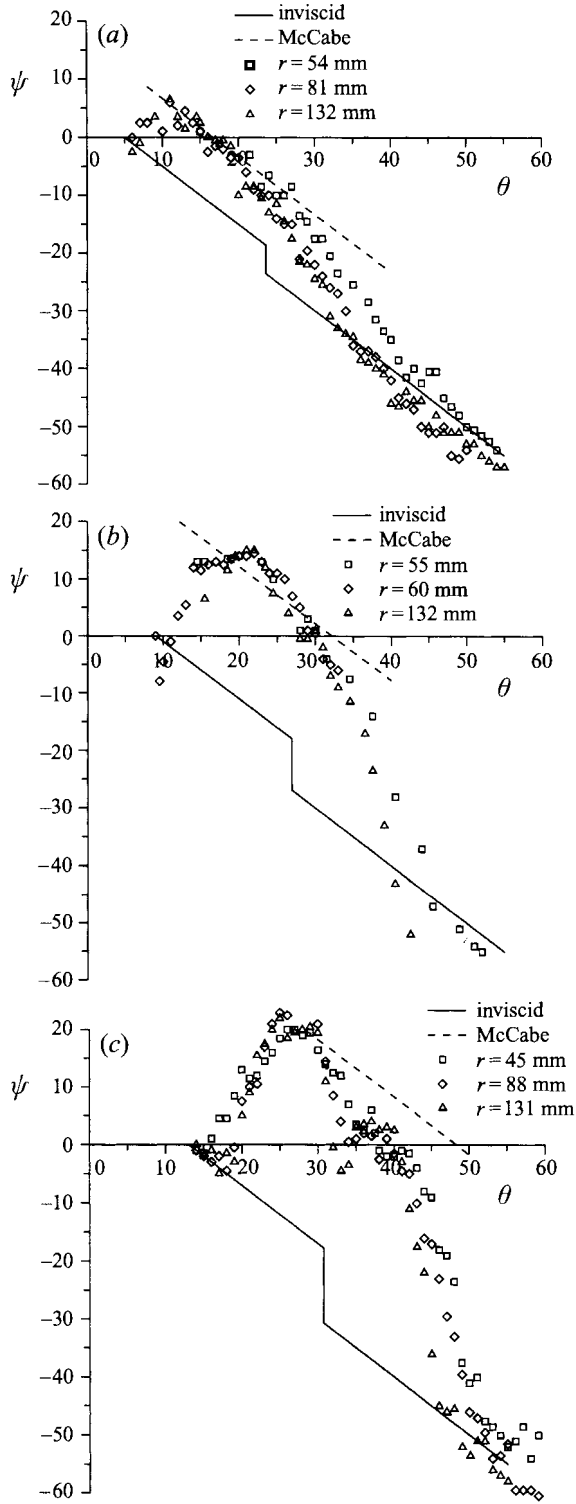 inviscid
McCabe
r = 54 mm
r = 81 mm
r = 132 mm
(a)
ψ
20
10
0
−10
−20
−30
−40
−50
−60
0 10 20 30 40 50 60
θ
inviscid
McCabe
r = 55 mm
r = 60 mm
r = 132 mm
(b)
ψ
20
10
0
−10
−20
−30
−40
−50
−60
0 10 20 30 40 50 60
θ
inviscid
McCabe
r = 45 mm
r = 88 mm
r = 131 mm
(c)
ψ
20
10
0
−10
−20
−30
−40
−50
−60
0 10 20 30 40 50 60
θ